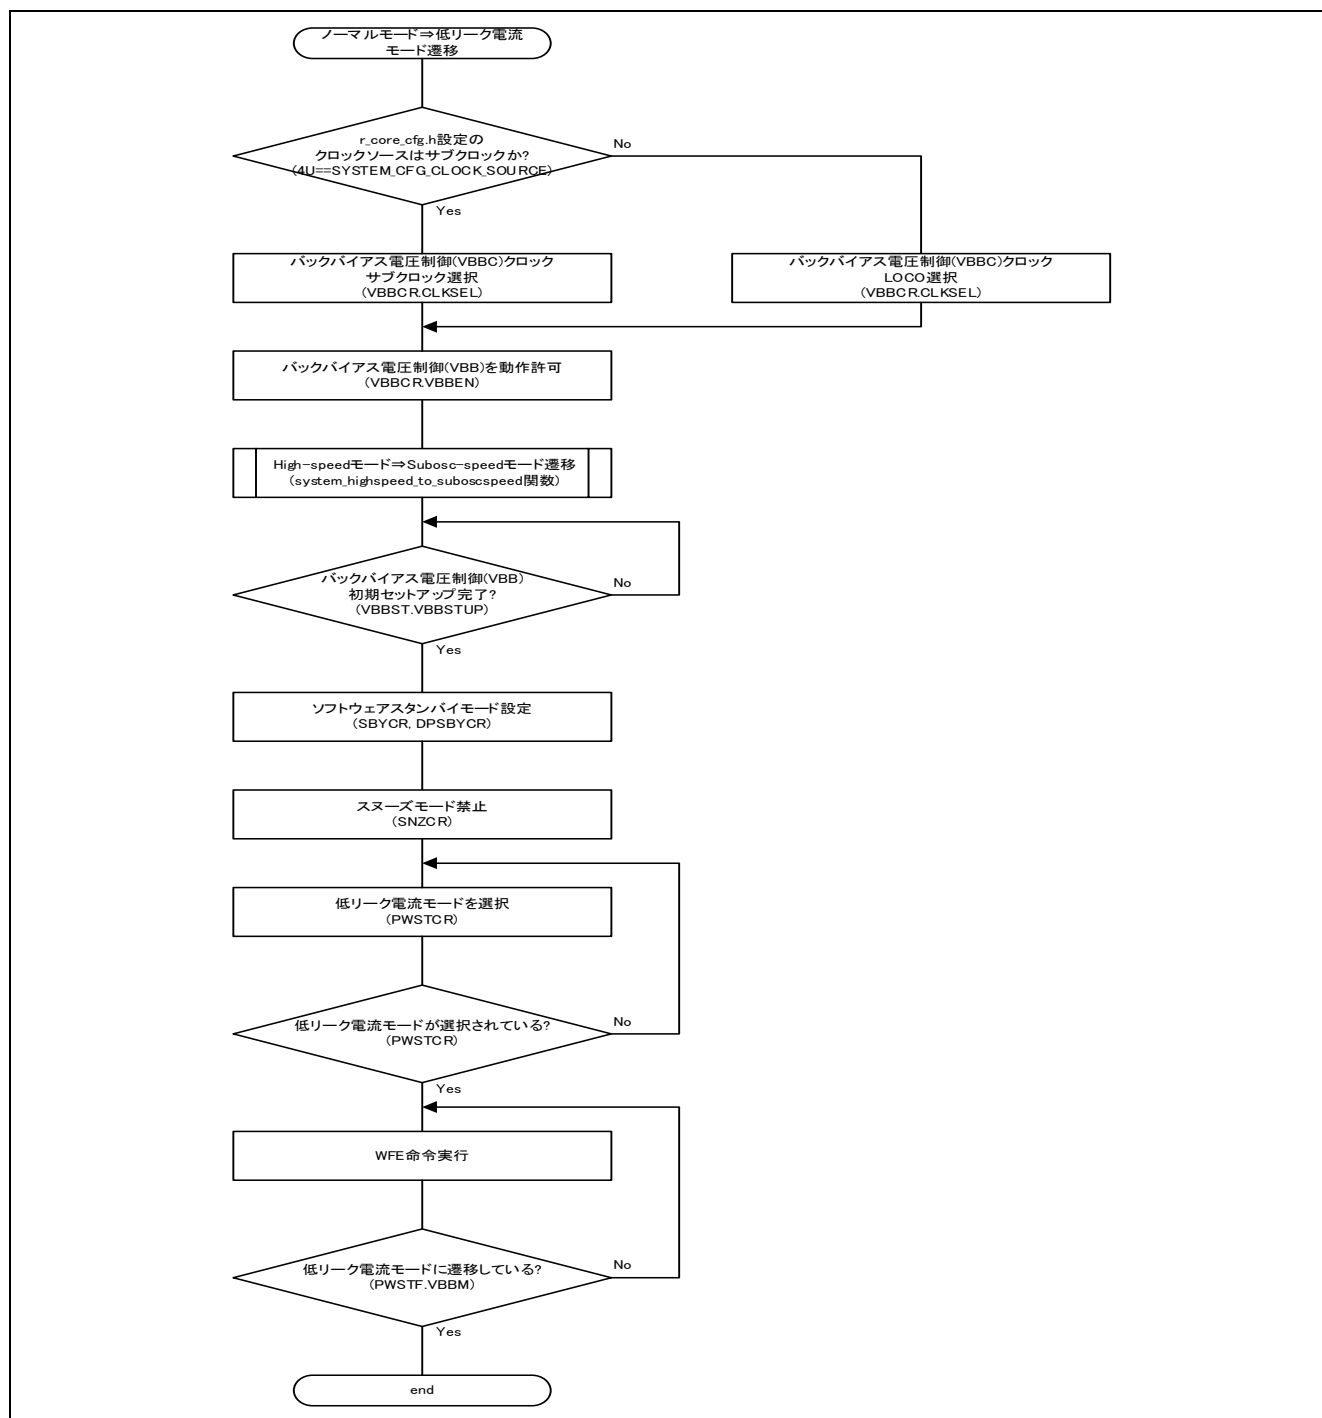 ノーマルモード⇒低リーク電流
モード遷移
r_core_cfg.h設定の
クロックソースはサブクロックか?
(4U==SYSTEM_CFG_CLOCK_SOURCE)
No
Yes
バックバイアス電圧制御(VBBC)クロック
サブクロック選択
(VBBCR.CLKSEL)
バックバイアス電圧制御(VBBC)クロック
LOCO選択
(VBBCR.CLKSEL)
バックバイアス電圧制御(VBB)を動作許可
(VBBCR.VBBEN)
High-speedモード⇒Subosc-speedモード遷移
(system_highspeed_to_suboscspeed関数)
バックバイアス電圧制御(VBB)
初期セットアップ完了?
(VBBST.VBBSTUP)
No
Yes
ソフトウェアスタンバイモード設定
(SBYCR, DPSBYCR)
スヌーズモード禁止
(SNZCR)
低リーク電流モードを選択
(PWSTCR)
低リーク電流モードが選択されている?
(PWSTCR)
No
Yes
WFE命令実行
低リーク電流モードに遷移している?
(PWSTF.VBBM)
No
Yes
end